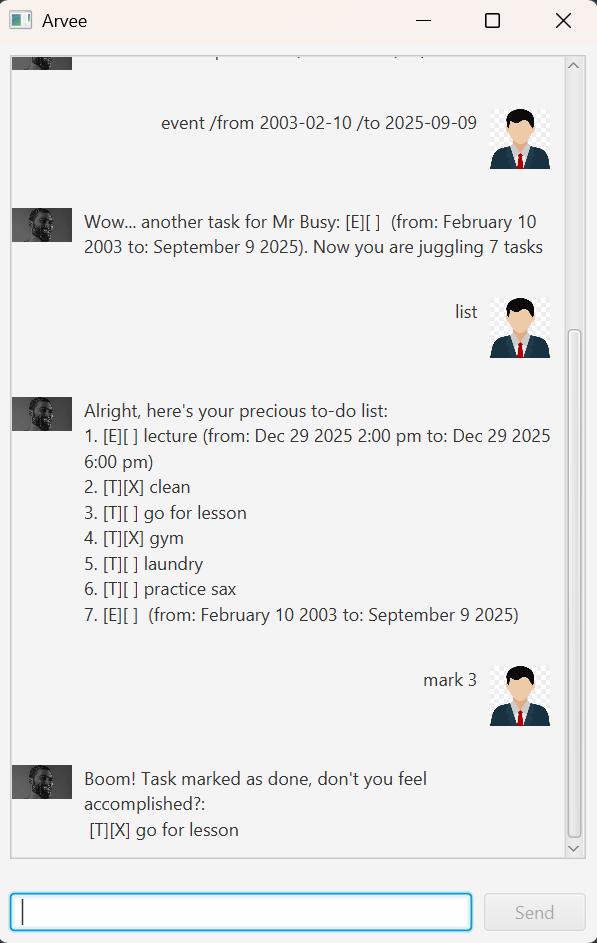 Arvee
event /from 2003-02-10 /to 2025-09-09
Wow... another task for Mr Busy: [E][ ]  (from: February 10
2003 to: September 9 2025). Now you are juggling 7 tasks
list
Alright, here's your precious to-do list:
1. [E][ ] lecture (from: Dec 29 2025 2:00 pm to: Dec 29 2025
6:00 pm)
2. [T][X] clean
3. [T][ ] go for lesson
4. [T][X] gym
5. [T][ ] laundry
6. [T][ ] practice sax
7. [E][ ]  (from: February 10 2003 to: September 9 2025)
mark 3
Boom! Task marked as done, don't you feel
accomplished?:
[T][X] go for lesson
Send